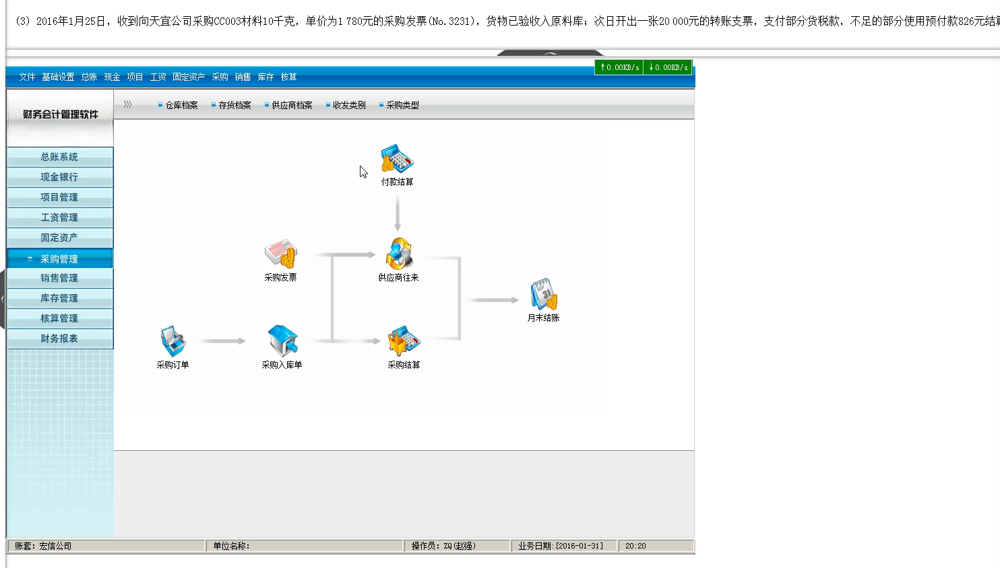 (3) 2016年1月25日，收到向天宜公司采购CC003材料10千克，单价为1 780元的采购发票(No.3231)，货物已验收入原料库；次日开出一张20 000元的转账支票，支付部分货税款，不足的部分使用预付款826元结
↑0.00KB/s ↓0.00KB/s
文件 基础设置 总账 现金 项目 工资 固定资产 采购 销售 库存 核算
财务会计管理软件
仓库档案 存货档案 供应商档案 收发类别 采购类型
总账系统
现金银行
项目管理
工资管理
固定资产
采购管理
销售管理
库存管理
核算管理
财务报表
付款结算
采购发票
供应商往来
SEP
31
月末结账
采购订单
采购入库单
采购结算
账套：宏信公司 单位名称： 操作员：ZQ(赵强) 业务日期:[2016-01-31] 20:20